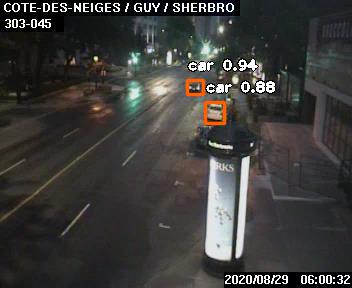 COTE-DES-NEIGES / GUY / SHERBRO
303-045
car 0.94
car 0.88
RKS
2020/08/29 06:00:32